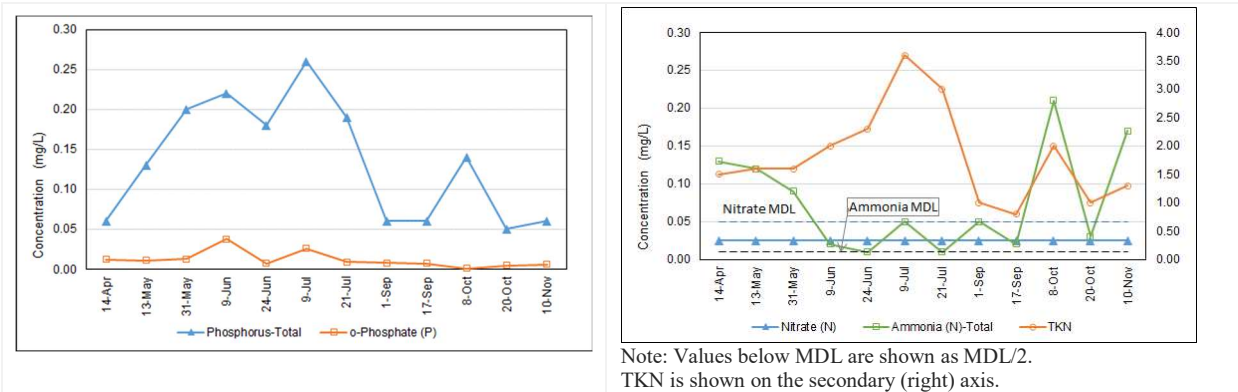 0.30
0.25
0.20
0.15
0.10
0.05
0.00
Concentration (mg/L)
14-Apr
13-May
31-May
9-Jun
24-Jun
9-Jul
21-Jul
1-Sep
17-Sep
8-Oct
20-Oct
10-Nov
Phosphorus-Total o-Phosphate (P)
0.30
0.25
0.20
0.15
0.10
0.05
0.00
Concentration (mg/L)
4.00
3.50
3.00
2.50
2.00
1.50
1.00
0.50
0.00
Nitrate MDL
Ammonia MDL
14-Apr
13-May
31-May
9-Jun
24-Jun
9-Jul
21-Jul
1-Sep
17-Sep
8-Oct
20-Oct
10-Nov
Nitrate (N) Ammonia (N)-Total TKN
Note: Values below MDL are shown as MDL/2.
TKN is shown on the secondary (right) axis.